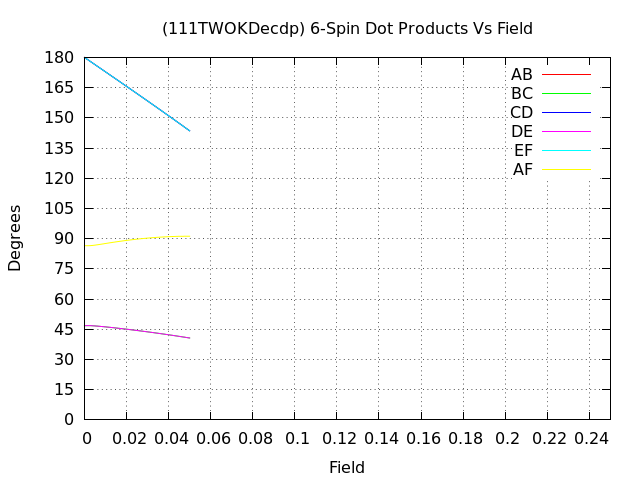 (111TWOKDecdp) 6-Spin Dot Products Vs Field
180
165
150
135
120
105
90
75
60
45
30
15
0
Degrees
AB
BC
CD
DE
EF
AF
0 0.02 0.04 0.06 0.08 0.1 0.12 0.14 0.16 0.18 0.2 0.22 0.24
Field